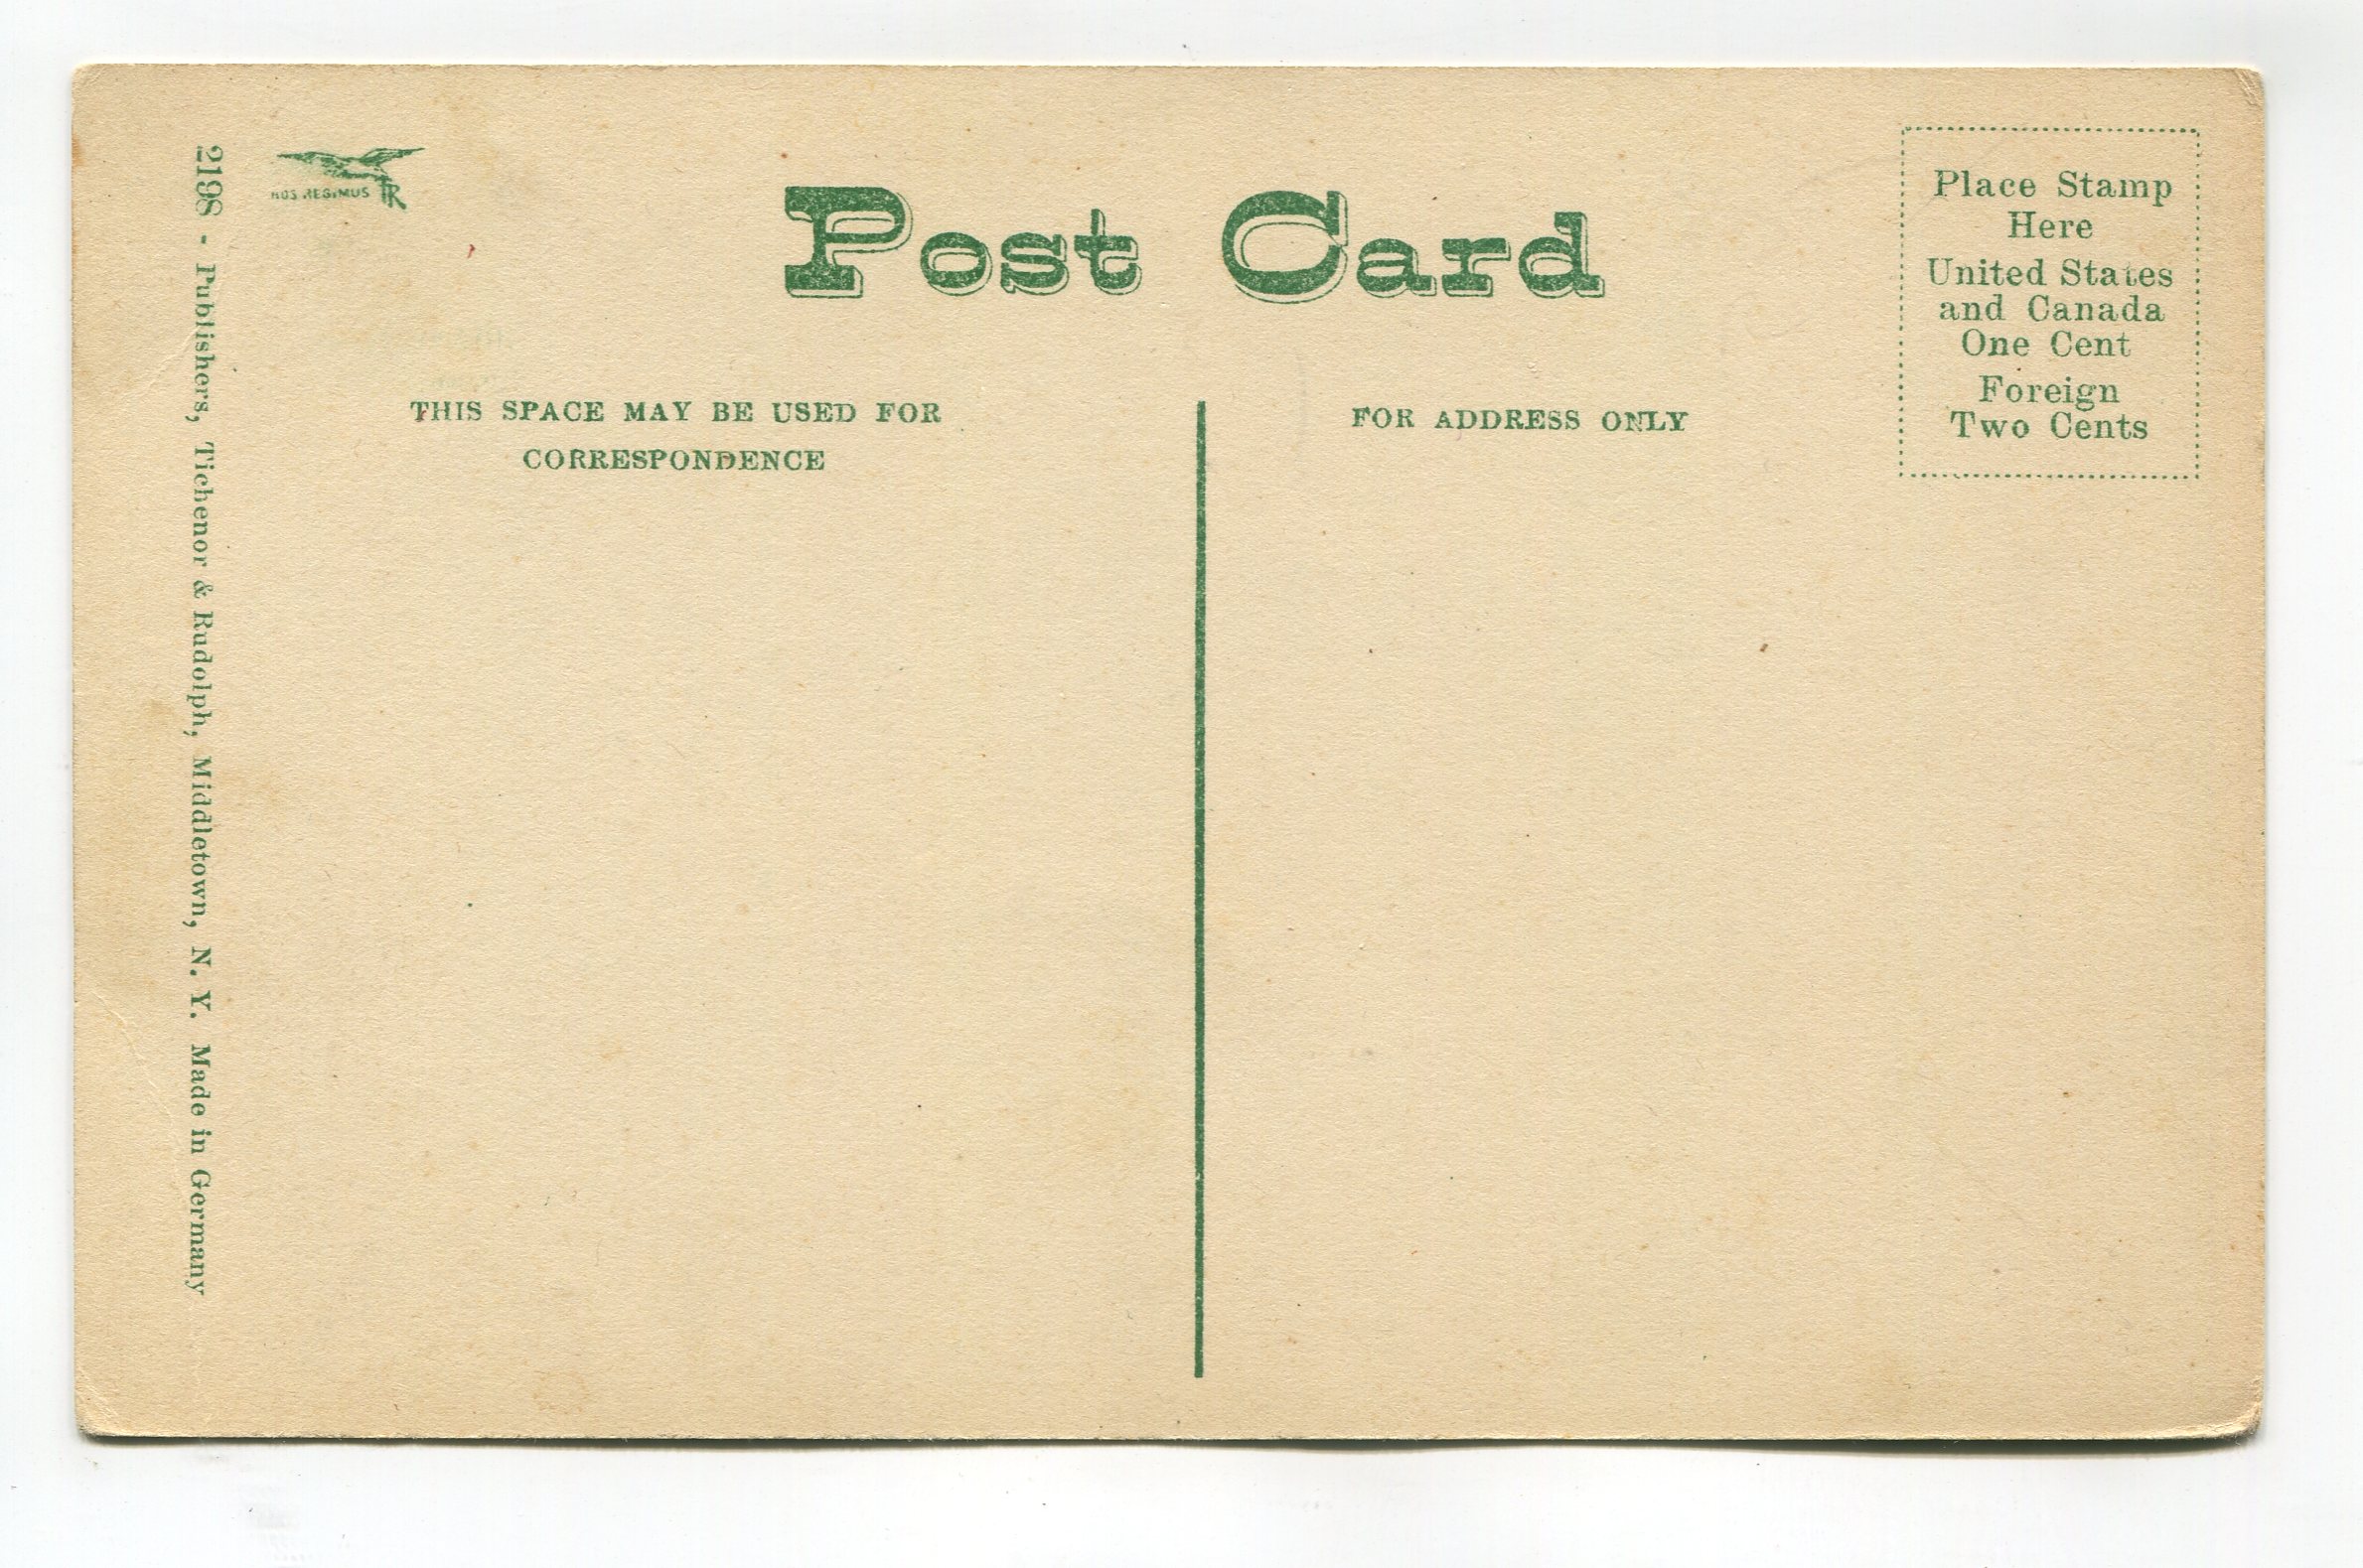 2198 - Publishers, Tichenor & Rudolph, Middletown, N. Y. Made in Germany
REGIMUS TR
Post Card
Place Stamp
Here
United States
and Canada
One Cent
Foreign
Two Cents
THIS SPACE MAY BE USED FOR
CORRESPONDENCE
FOR ADDRESS ONLY